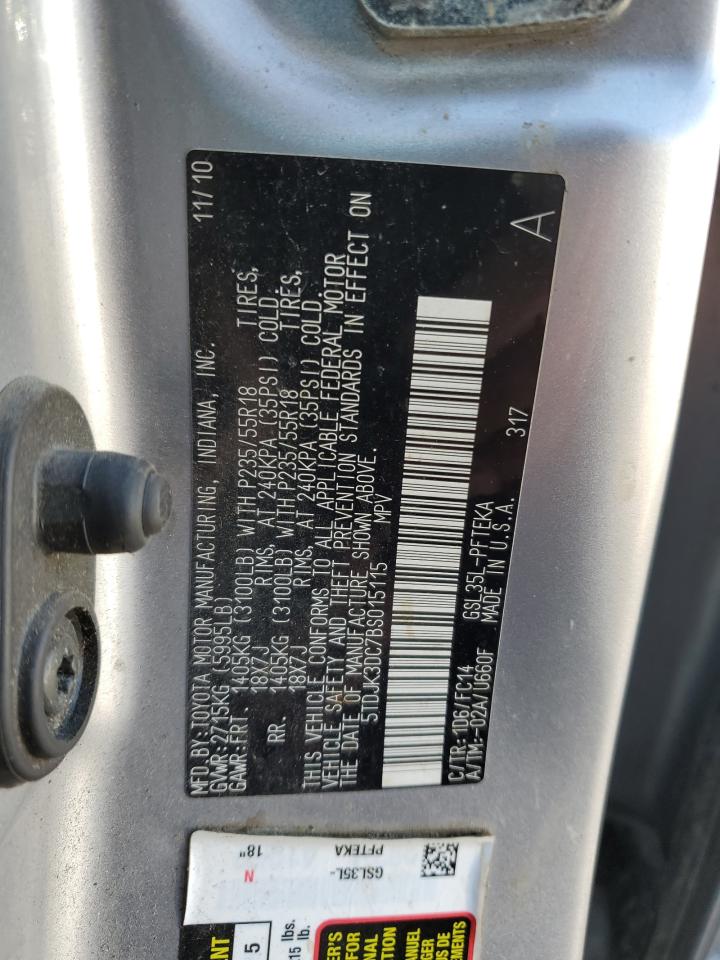 MFD. BY: TOYOTA MOTOR MANUFACTURING, INDIANA, INC. 11/10
GVWR: 2715KG (5995LB)
GAWR: FRT. 1405KG (3100LB) WITH P235/55R18 TIRES,
18X7J RIMS, AT 240KPA (35PSI) COLD.
RR. 1405KG (3100LB) WITH P235/55R18 TIRES,
18X7J RIMS, AT 240KPA (35PSI) COLD.
THIS VEHICLE CONFORMS TO ALL APPLICABLE FEDERAL MOTOR
VEHICLE SAFETY AND THEFT PREVENTION STANDARDS IN EFFECT ON
THE DATE OF MANUFACTURE SHOWN ABOVE.
5TDJK3DC7BS015115 MPV
C/TR: 1D6/FC14 GSL35L-PFTEKA
A/TM: -02A/U660F MADE IN U.S.A. 317 A
GSL35L-
PFTEKA
N
18"
5
lbs.
15 lb.